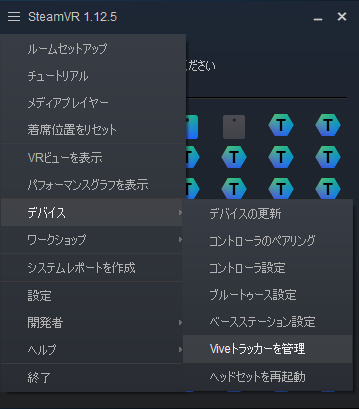 SteamVR 1.12.5
ルームセットアップ
チュートリアル
ください
メディアプレイヤー
着席位置をリセット
T T
VRビューを表示
T T T T
パフォーマンスグラフを表示
T T T T
デバイス
デバイスの更新
ワークショップ
コントローラのペアリング
システムレポートを作成
コントローラ設定
設定
ブルートゥース設定
開発者
ベースステーション設定
ヘルプ
Viveトラッカーを管理
終了
ヘッドセットを再起動